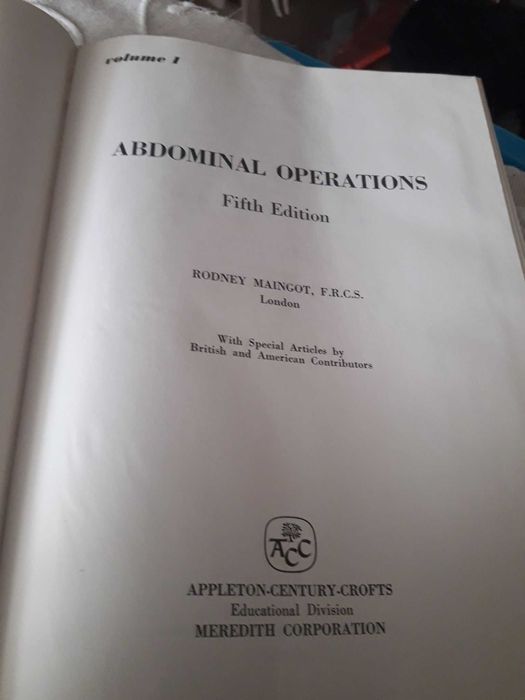 volume 1
ABDOMINAL OPERATIONS
Fifth Edition
RODNEY MAINGOT, F.R.C.S.
London
With Special Articles by
British and American Contributors
ACC
APPLETON-CENTURY-CROFTS
Educational Division
MEREDITH CORPORATION